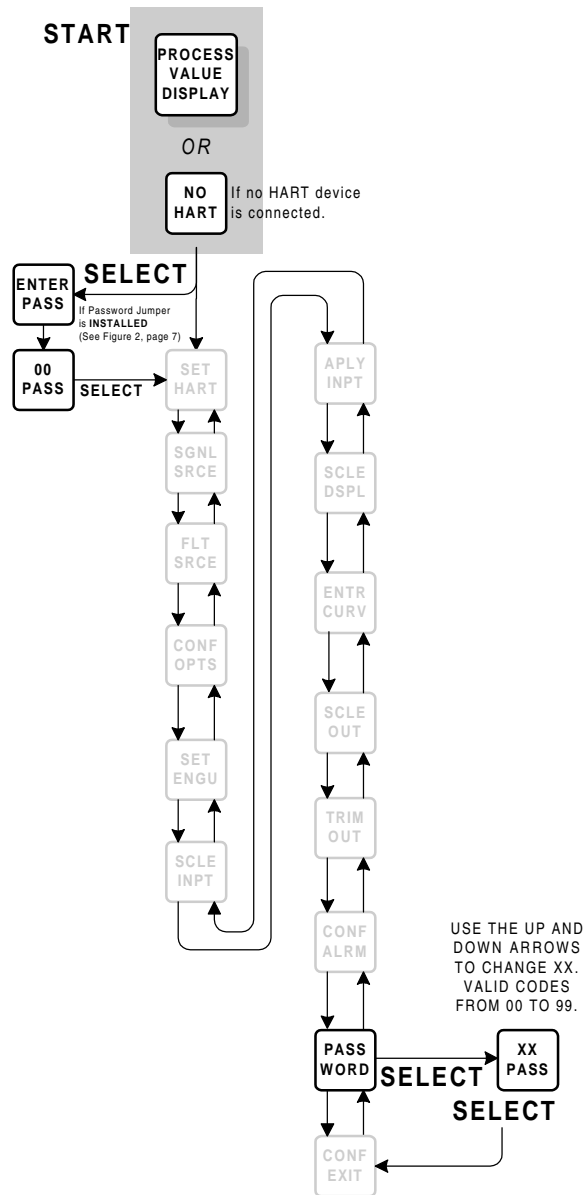 START
PROCESS
VALUE
DISPLAY
OR
NO
HART
If no HART device
is connected.
SELECT
ENTER
PASS
If Password Jumper
is INSTALLED
(See Figure 2, page 7)
00
PASS
SELECT
SET
HART
SGNL
SRCE
FLT
SRCE
CONF
OPTS
SET
ENGU
SCLE
INPT
APLY
INPT
SCLE
DSPL
ENTR
CURV
SCLE
OUT
TRIM
OUT
CONF
ALRM
USE THE UP AND
DOWN ARROWS
TO CHANGE XX.
VALID CODES
FROM 00 TO 99.
PASS
WORD
SELECT
XX
PASS
SELECT
CONF
EXIT